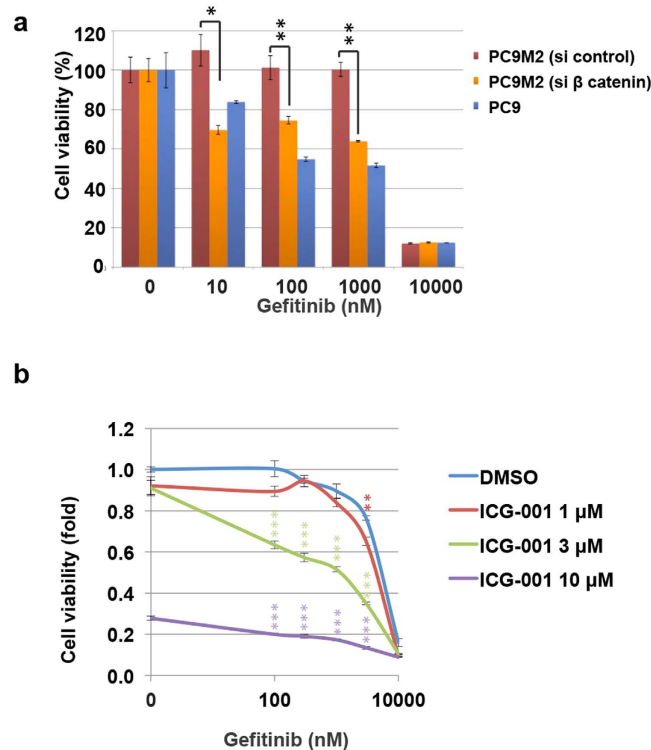 a
Cell viability (%)
120
100
80
60
40
20
0
*
**
**
0
10
100
1000
10000
Gefitinib (nM)
PC9M2 (si control)
PC9M2 (si β catenin)
PC9
b
Cell viability (fold)
1.2
1.0
0.8
0.6
0.4
0.2
0.0
**
***
***
***
***
***
***
***
***
0
100
10000
Gefitinib (nM)
DMSO
ICG-001 1 μM
ICG-001 3 μM
ICG-001 10 μM